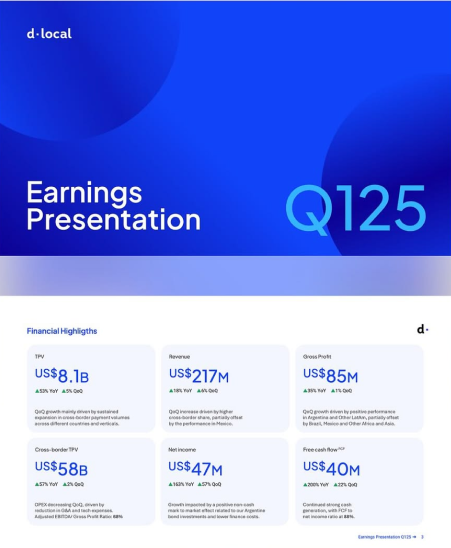 d·local
Earnings
Presentation
Q125
Financial Highligths
d·
TPV
US$8.1B
▲53% YoY ▲5% QoQ
QoQ growth mainly driven by sustained
expansion in cross-border payment volumes
across different countries and verticals.
Revenue
US$217M
▲18% YoY ▲6% QoQ
QoQ increase driven by higher
cross-border share, partially offset
by the performance in Mexico.
Gross Profit
US$85M
▲35% YoY ▲1% QoQ
QoQ growth driven by positive performance
in Argentina and Other LatAm, partially offset
by Brazil, Mexico and Other Africa and Asia.
Cross-border TPV
US$58B
▲57% YoY ▲2% QoQ
OPEX decreasing QoQ, driven by
reduction in G&A and tech expenses.
Adjusted EBITDA/ Gross Profit Ratio: 68%
Net income
US$47M
▲163% YoY ▲57% QoQ
Growth impacted by a positive non-cash
mark to market effect related to our Argentine
bond investments and lower finance costs.
Free cash flow FCF
US$40M
▲200% YoY ▲22% QoQ
Continued strong cash
generation, with FCF to
net income ratio at 88%.
Earnings Presentation Q125 → 3